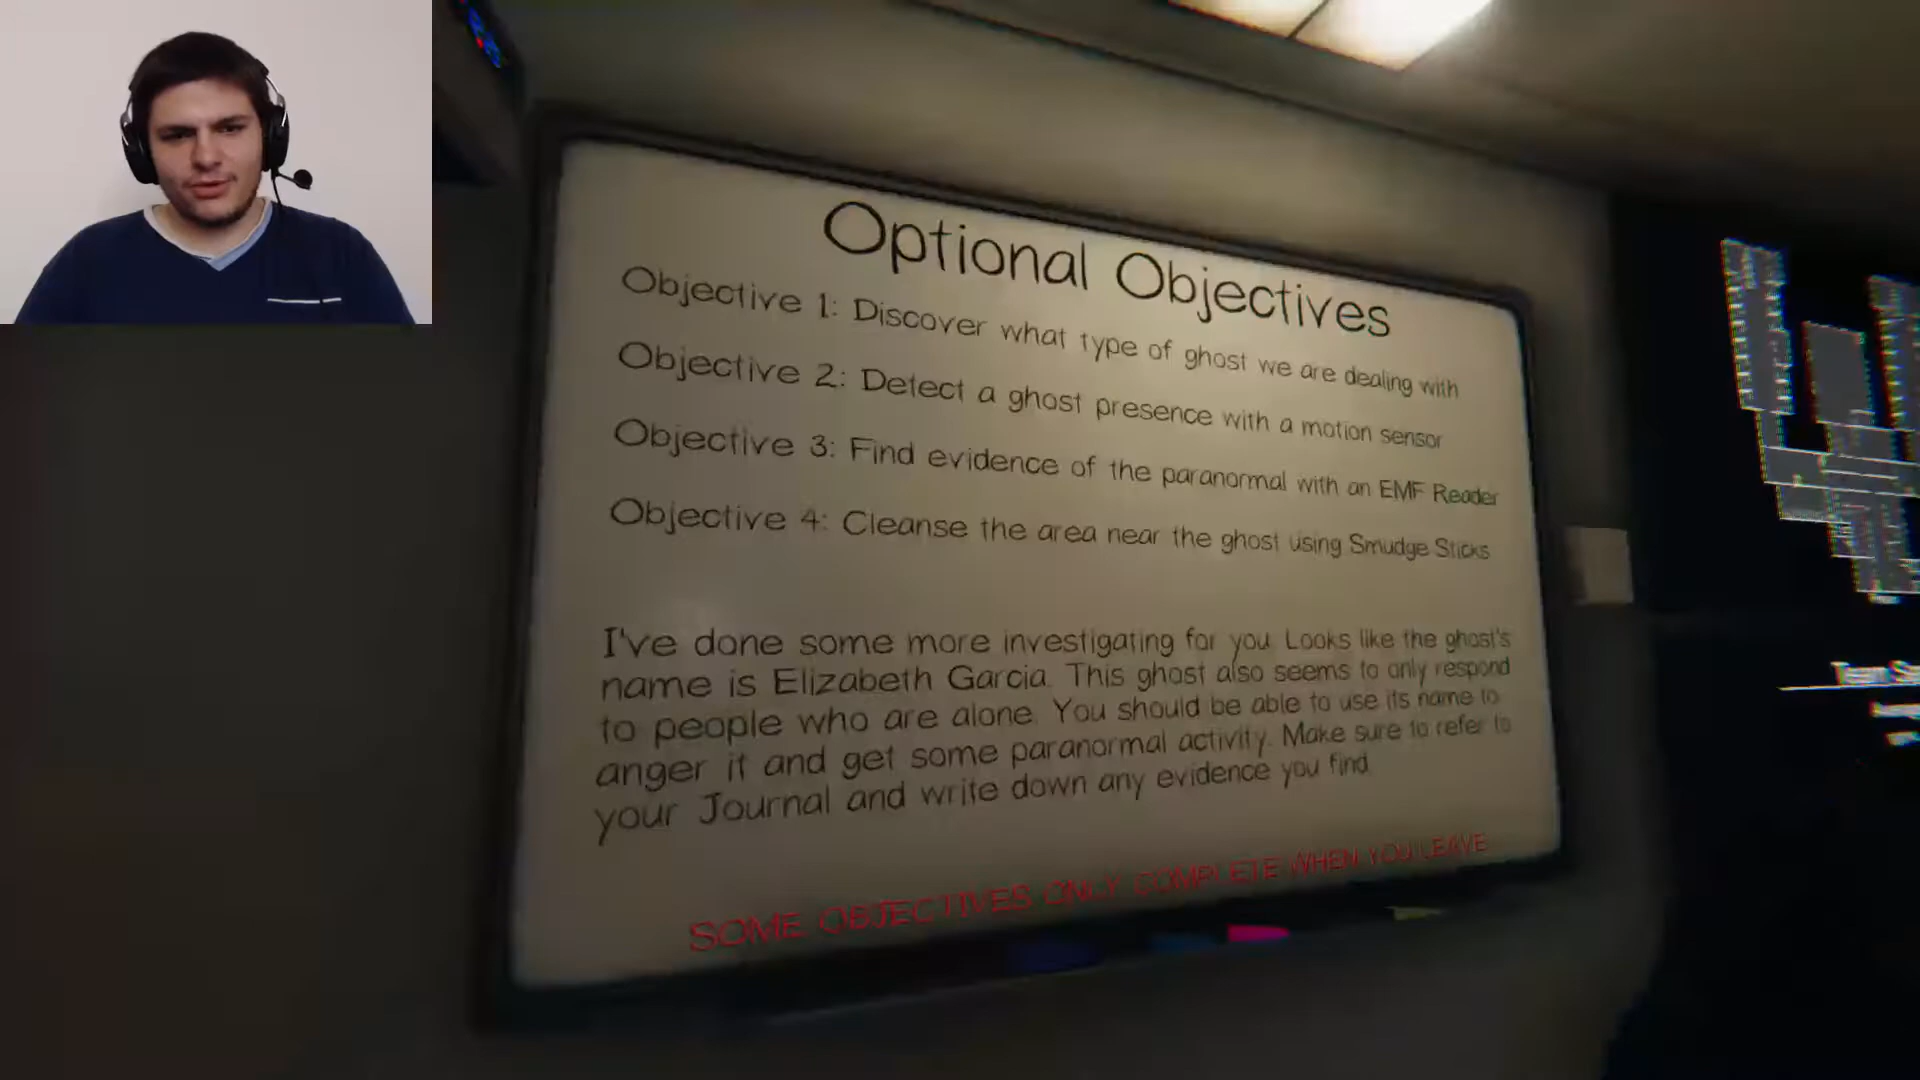 Optional Objectives
Objective 1: Discover what type of ghost we are dealing with
Objective 2: Detect a ghost presence with a motion sensor
Objective 3: Find evidence of the paranormal with an EMF Reader
Objective 4: Cleanse the area near the ghost using Smudge Sticks
I've done some more investigating for you. Looks like the ghost's
name is Elizabeth Garcia. This ghost also seems to only respond
to people who are alone. You should be able to use its name to
anger it and get some paranormal activity. Make sure to refer to
your Journal and write down any evidence you find.
SOME OBJECTIVES ONLY COMPLETE WHEN YOU LEAVE
Team